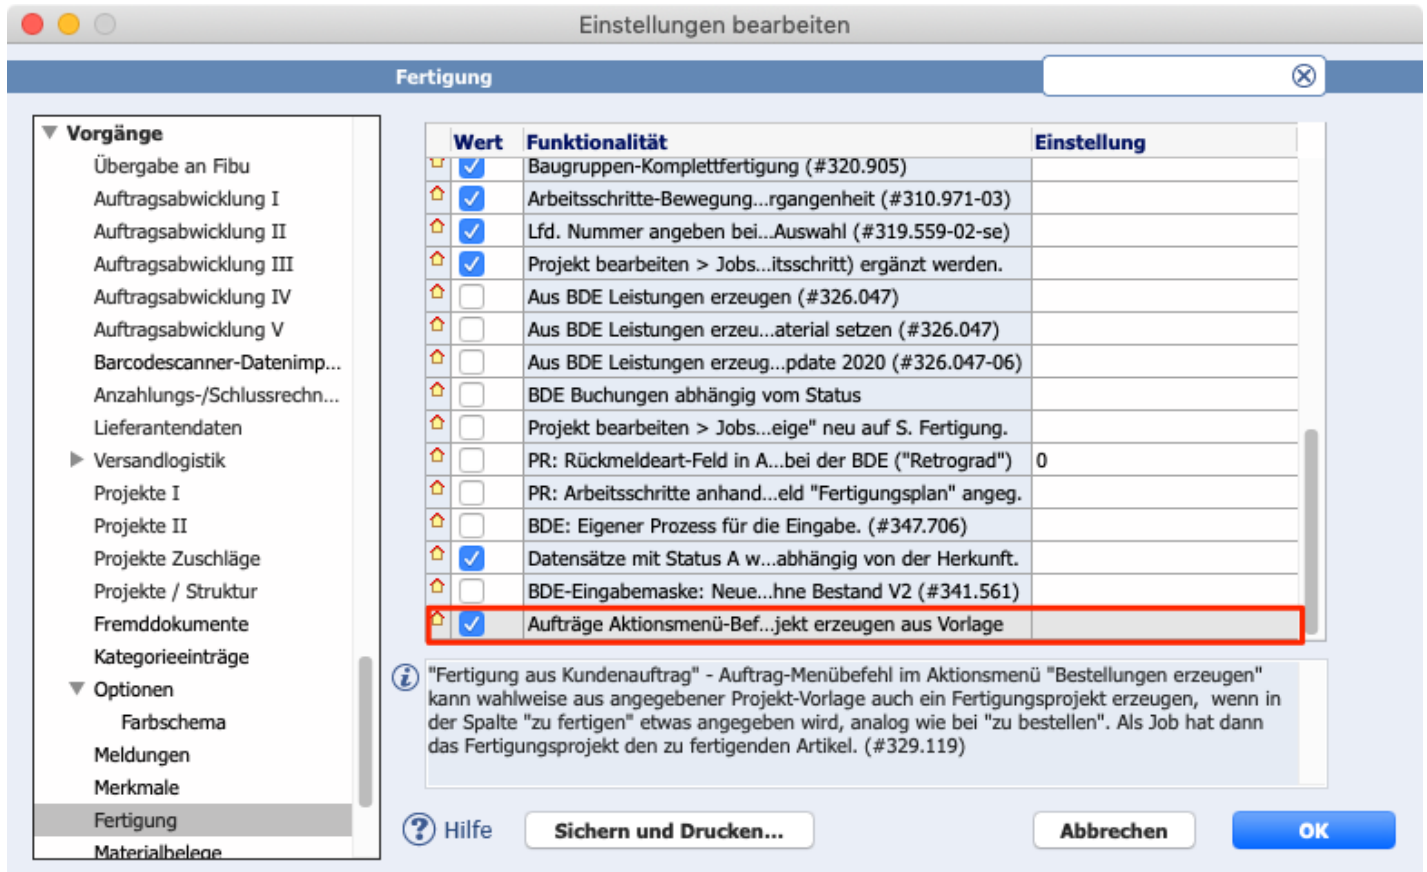 Einstellungen bearbeiten
Fertigung
Vorgänge
Übergabe an Fibu
Auftragsabwicklung I
Auftragsabwicklung II
Auftragsabwicklung III
Auftragsabwicklung IV
Auftragsabwicklung V
Barcodescanner-Datenimp...
Anzahlungs-/Schlussrechn...
Lieferantendaten
Versandlogistik
Projekte I
Projekte II
Projekte Zuschläge
Projekte / Struktur
Fremddokumente
Kategorieeinträge
Optionen
Farbschema
Meldungen
Merkmale
Fertigung
Materialbelege
Wert Funktionalität Einstellung
Baugruppen-Komplettfertigung (#320.905)
Arbeitsschritte-Bewegung...rgangenheit (#310.971-03)
Lfd. Nummer angeben bei...Auswahl (#319.559-02-se)
Projekt bearbeiten > Jobs...itsschritt) ergänzt werden.
Aus BDE Leistungen erzeugen (#326.047)
Aus BDE Leistungen erzeu...aterial setzen (#326.047)
Aus BDE Leistungen erzeug...pdate 2020 (#326.047-06)
BDE Buchungen abhängig vom Status
Projekt bearbeiten > Jobs...eige" neu auf S. Fertigung.
PR: Rückmeldeart-Feld in A...bei der BDE ("Retrograd") 0
PR: Arbeitsschritte anhand...eld "Fertigungsplan" angeg.
BDE: Eigener Prozess für die Eingabe. (#347.706)
Datensätze mit Status A w...abhängig von der Herkunft.
BDE-Eingabemaske: Neue...hne Bestand V2 (#341.561)
Aufträge Aktionsmenü-Bef...jekt erzeugen aus Vorlage
"Fertigung aus Kundenauftrag" - Auftrag-Menübefehl im Aktionsmenü "Bestellungen erzeugen"
kann wahlweise aus angegebener Projekt-Vorlage auch ein Fertigungsprojekt erzeugen, wenn in
der Spalte "zu fertigen" etwas angegeben wird, analog wie bei "zu bestellen". Als Job hat dann
das Fertigungsprojekt den zu fertigenden Artikel. (#329.119)
Hilfe
Sichern und Drucken...
Abbrechen
OK